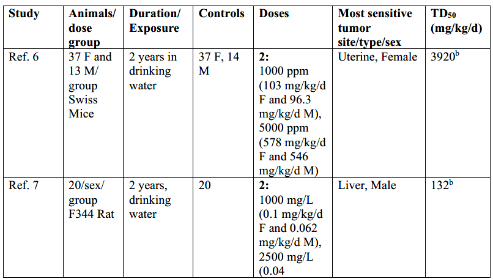 Study Animals/ dose group Duration/ Exposure Controls Doses Most sensitive tumor site/type/sex TD50 (mg/kg/d)
Ref. 6
37 F and
13 M/
group
Swiss
Mice
2 years in
drinking
water
37 F, 14
M
2:
1000 ppm
(103 mg/kg/d
F and 96.3
mg/kg/d M),
5000 ppm
(578 mg/kg/d
F and 546
mg/kg/d M)
Uterine, Female
3920b
Ref. 7
20/sex/
group
F344 Rat
2 years,
drinking
water
20
2:
1000 mg/L
(0.1 mg/kg/d
F and 0.062
mg/kg/d M),
2500 mg/L
(0.04
Liver, Male
132b